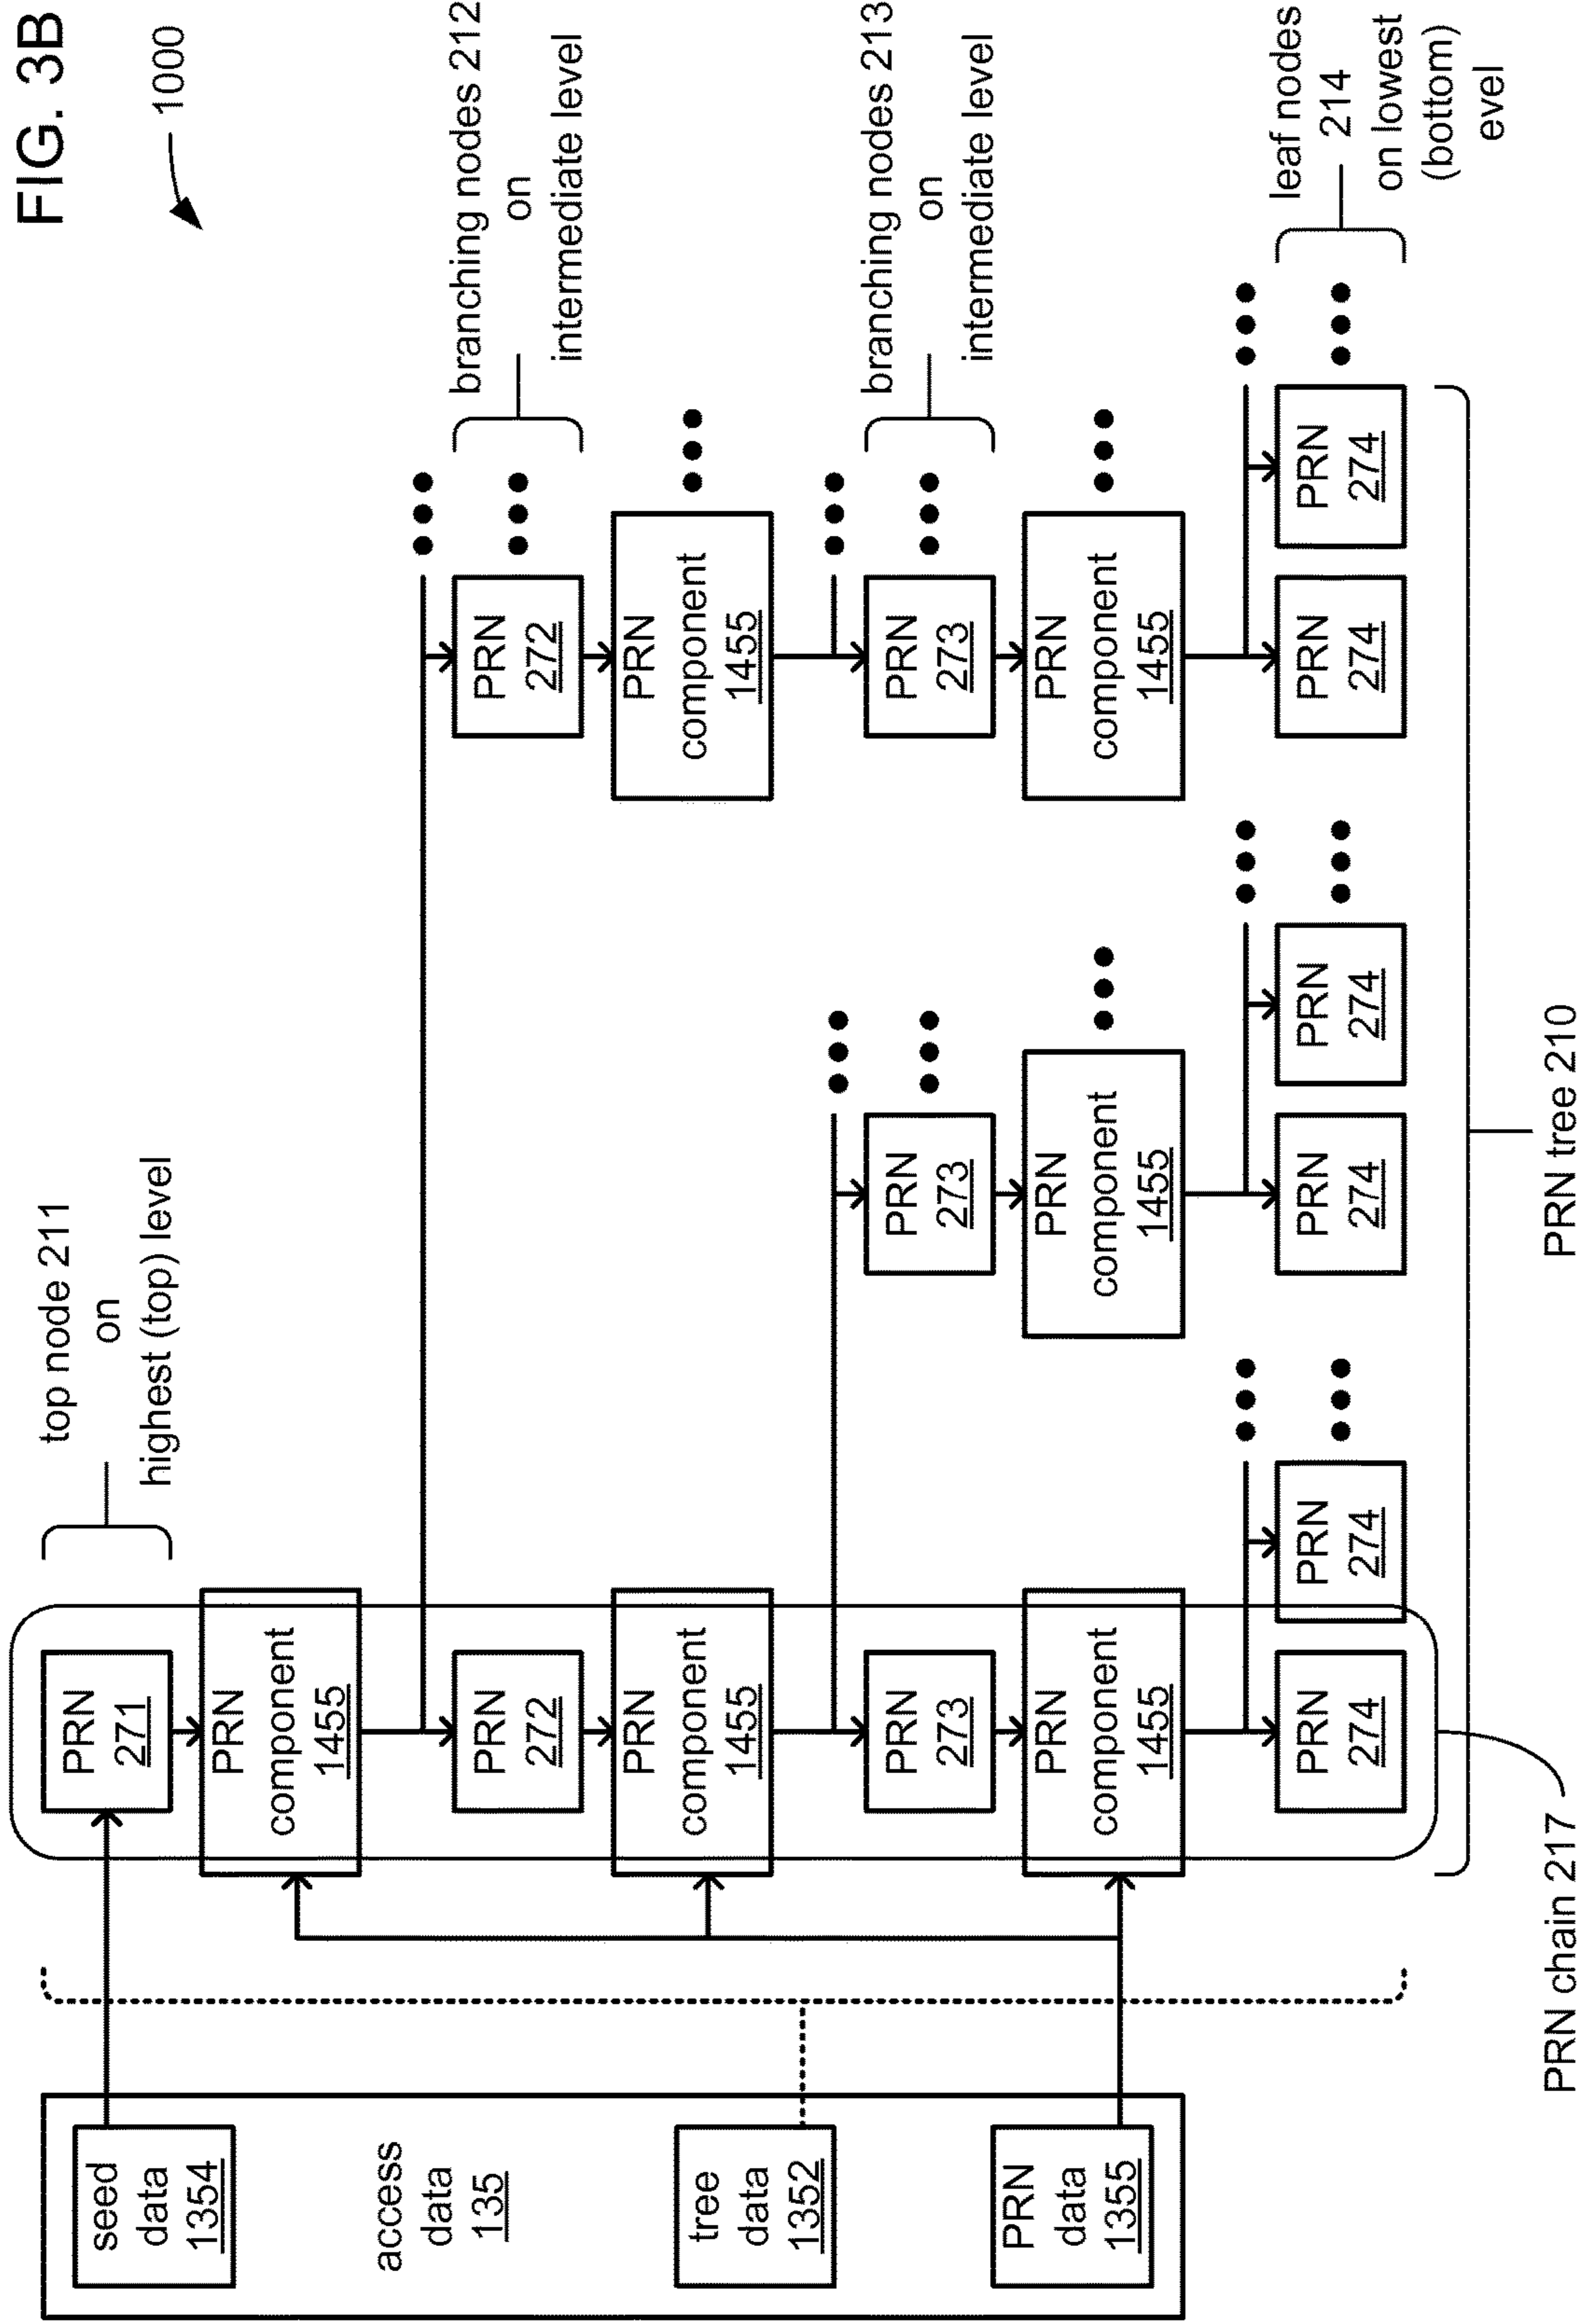 FIG. 3B
1000
top node 211
on
highest (top) level
branching nodes 212
on
intermediate level
branching nodes 213
on
intermediate level
leaf nodes
214
on lowest
(bottom)
evel
seed
data
1354
access
data
135
tree
data
1352
PRN
data
1355
PRN
271
PRN
component
1455
PRN
272
PRN
272
PRN
component
1455
PRN
component
1455
PRN
273
PRN
273
PRN
273
PRN
component
1455
PRN
component
1455
PRN
component
1455
PRN
274
PRN
274
PRN
274
PRN
274
PRN
274
PRN
274
PRN chain 217
PRN tree 210